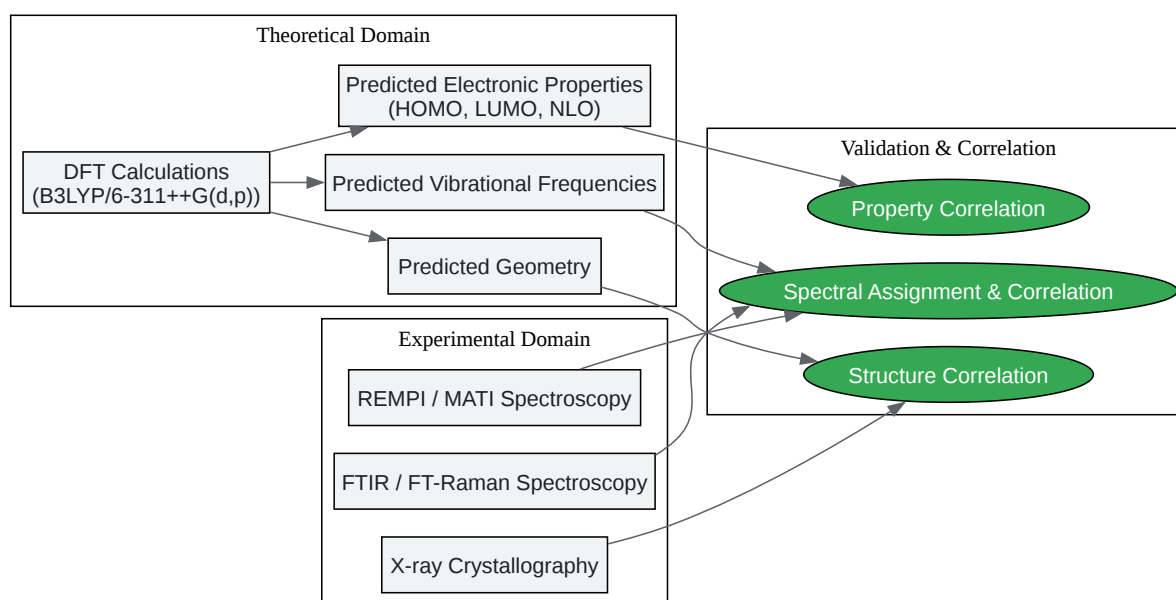 Theoretical Domain
Predicted Electronic Properties
(HOMO, LUMO, NLO)
DFT Calculations
(B3LYP/6-311++G(d,p))
Predicted Vibrational Frequencies
Predicted Geometry
Experimental Domain
REMPI / MATI Spectroscopy
FTIR / FT-Raman Spectroscopy
X-ray Crystallography
Validation & Correlation
Property Correlation
Spectral Assignment & Correlation
Structure Correlation